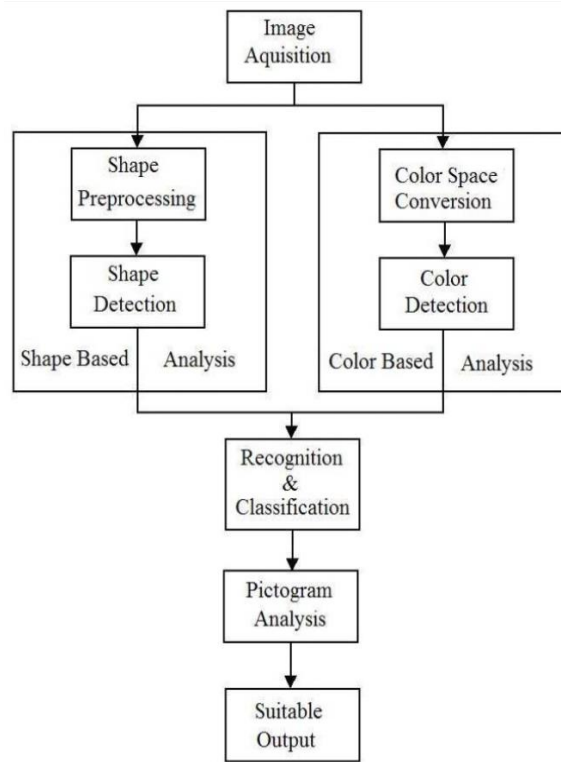 Image
Aquisition
Shape
Preprocessing
Shape
Detection
Shape Based Analysis
Color Space
Conversion
Color
Detection
Color Based Analysis
Recognition
&
Classification
Pictogram
Analysis
Suitable
Output